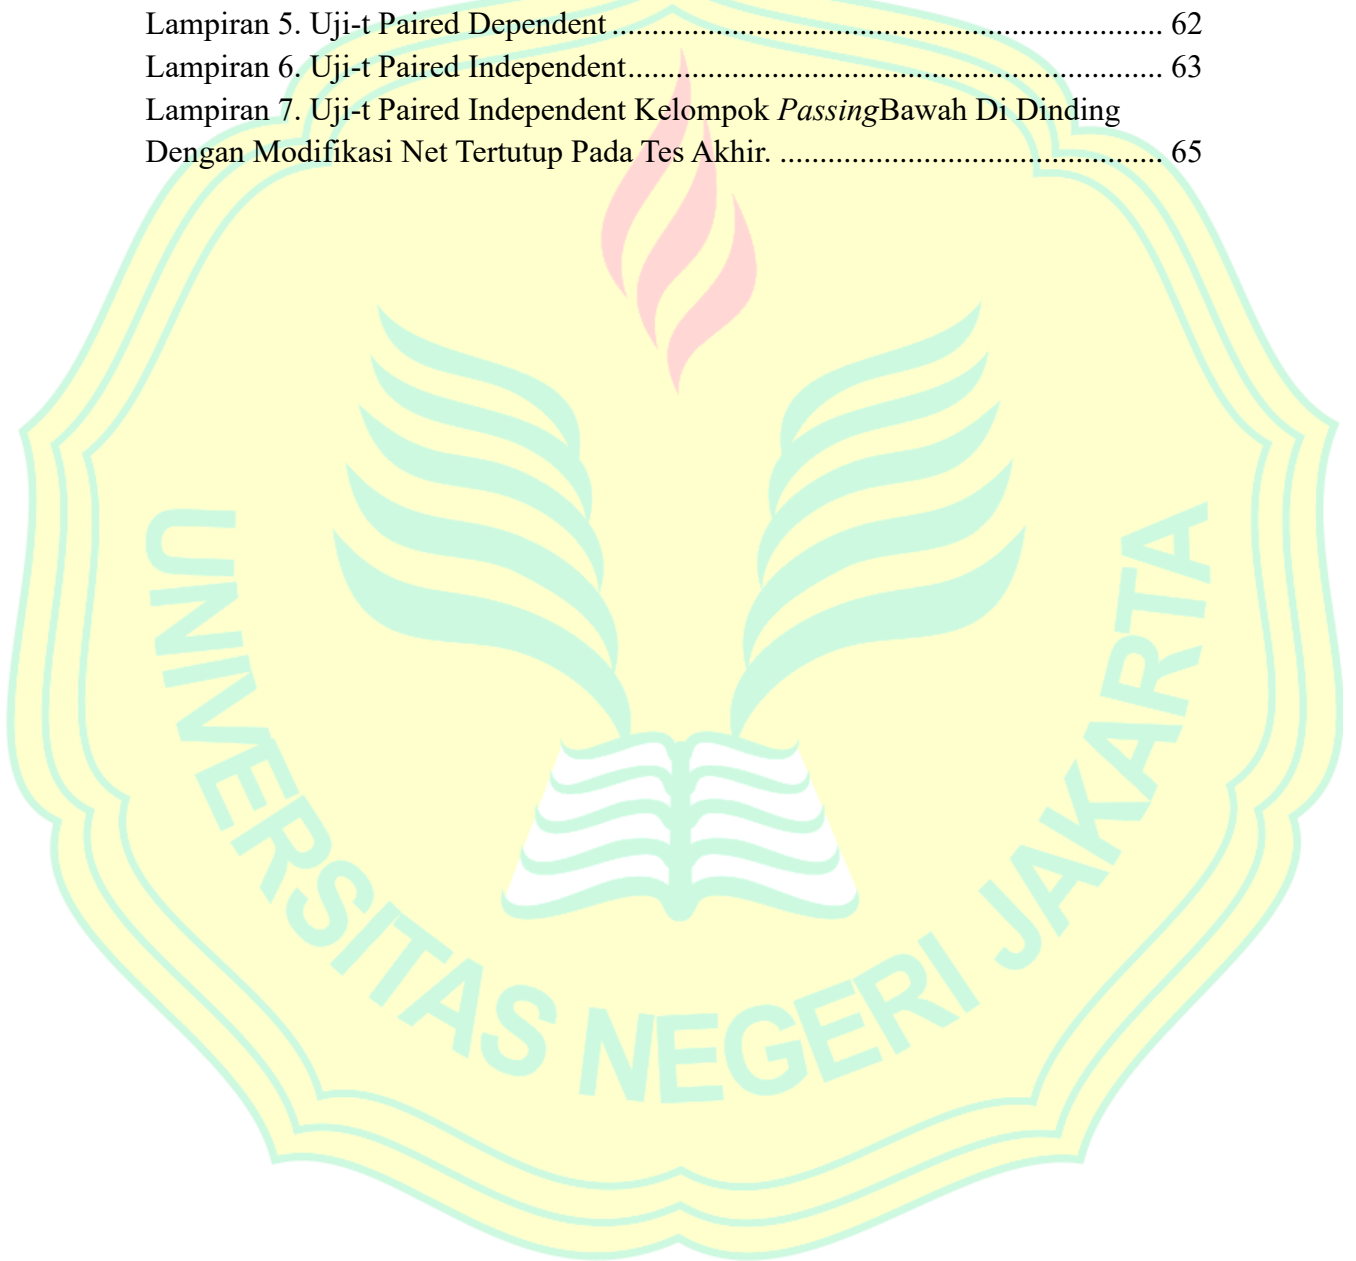 Lampiran 5. Uji-t Paired Dependent ..................................................................... 62
Lampiran 6. Uji-t Paired Independent................................................................... 63
Lampiran 7. Uji-t Paired Independent Kelompok PassingBawah Di Dinding
Dengan Modifikasi Net Tertutup Pada Tes Akhir. ................................................ 65
UNIVERSITAS NEGERI JAKARTA